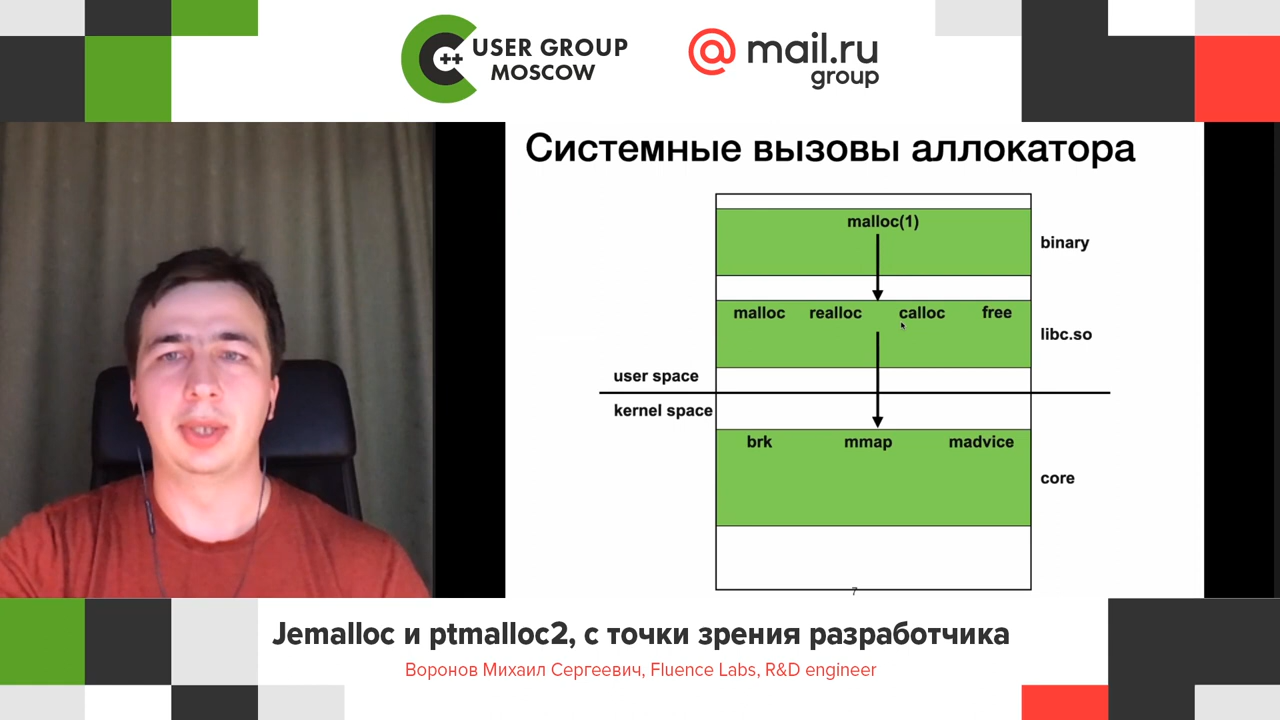 C++ USER GROUP
MOSCOW
@mail.ru
group
Системные вызовы аллокатора
malloc(1)
binary
malloc realloc calloc free
libc.so
user space
kernel space
brk mmap madvice
core
7
Jemalloc и ptmalloc2, с точки зрения разработчика
Воронов Михаил Сергеевич, Fluence Labs, R&D engineer